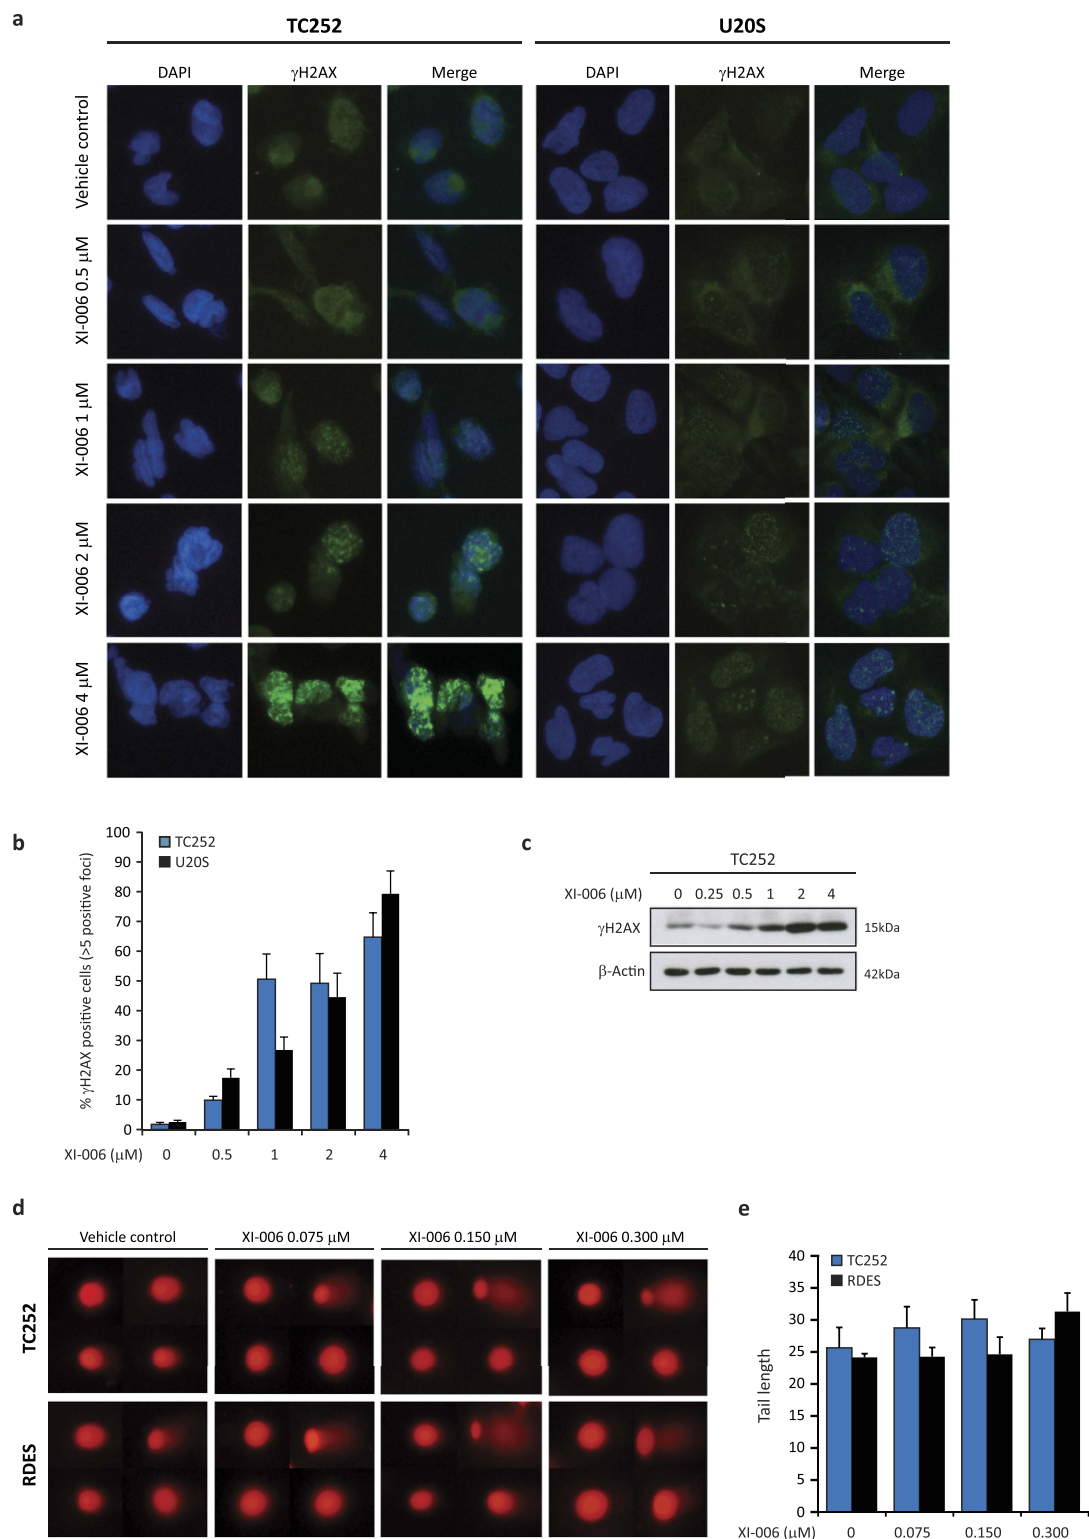 a
TC252 U20S
DAPI γH2AX Merge DAPI γH2AX Merge
Vehicle control
XI-006 0.5 μM
XI-006 1 μM
XI-006 2 μM
XI-006 4 μM
b
% γH2AX positive cells (>5 positive foci)
100
90
80
70
60
50
40
30
20
10
0
TC252
U20S
XI-006 (μM) 0 0.5 1 2 4
c
TC252
XI-006 (μM) 0 0.25 0.5 1 2 4
γH2AX 15kDa
β-Actin 42kDa
d
Vehicle control XI-006 0.075 μM XI-006 0.150 μM XI-006 0.300 μM
TC252
RDES
e
Tail length
40
35
30
25
20
15
10
5
0
TC252
RDES
XI-006 (μM) 0 0.075 0.150 0.300